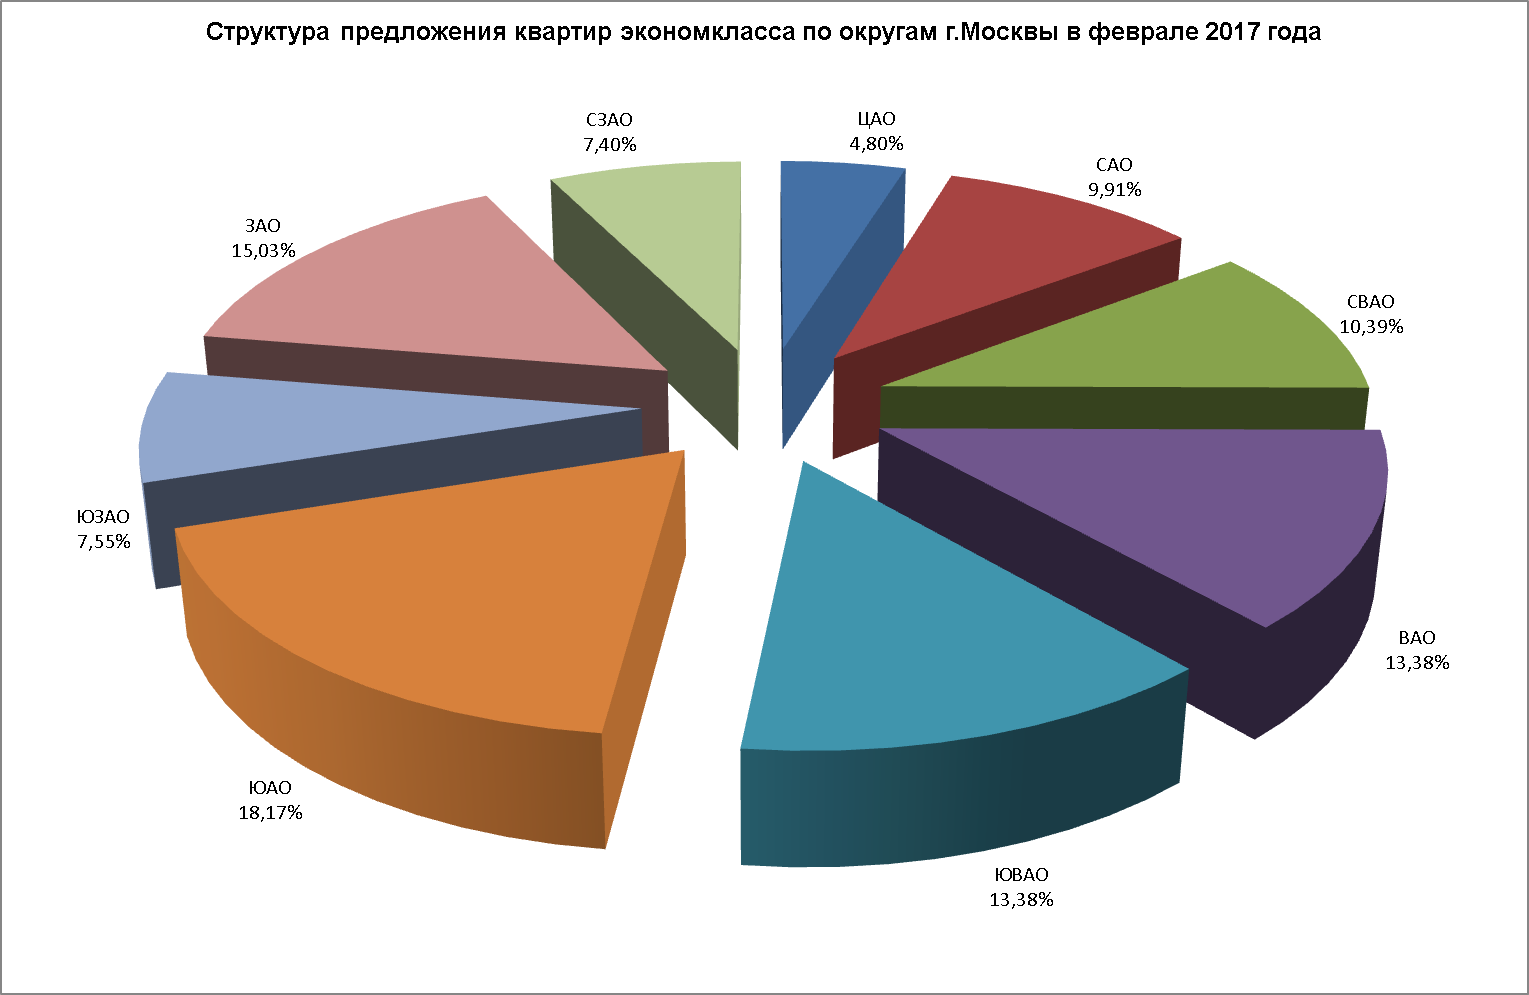 Структура предложения квартир экономкласса по округам г.Москвы в феврале 2017 года
ЦАО
4,80%
САО
9,91%
СВАО
10,39%
ВАО
13,38%
ЮВАО
13,38%
ЮАО
18,17%
ЮЗАО
7,55%
ЗАО
15,03%
СЗАО
7,40%